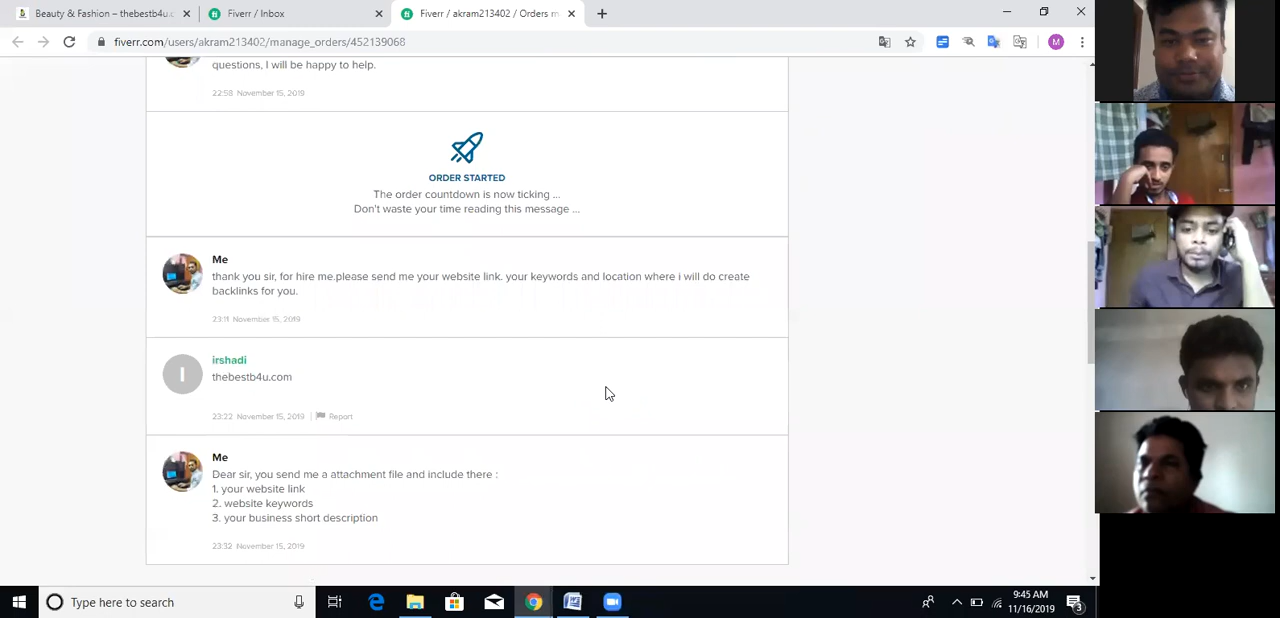 Beauty & Fashion – thebestb4u.c
Fiverr / Inbox
Fiverr / akram213402 / Orders m
fiverr.com/users/akram213402/manage_orders/452139068
M
questions, I will be happy to help.
22:58 November 15, 2019
ORDER STARTED
The order countdown is now ticking ...
Don't waste your time reading this message ...
Me
thank you sir, for hire me.please send me your website link. your keywords and location where i will do create
backlinks for you.
23:11 November 15, 2019
I
irshadi
thebestb4u.com
23:22 November 15, 2019 | Report
Me
Dear sir, you send me a attachment file and include there :
1. your website link
2. website keywords
3. your business short description
23:32 November 15, 2019
Type here to search
9:45 AM
11/16/2019
3